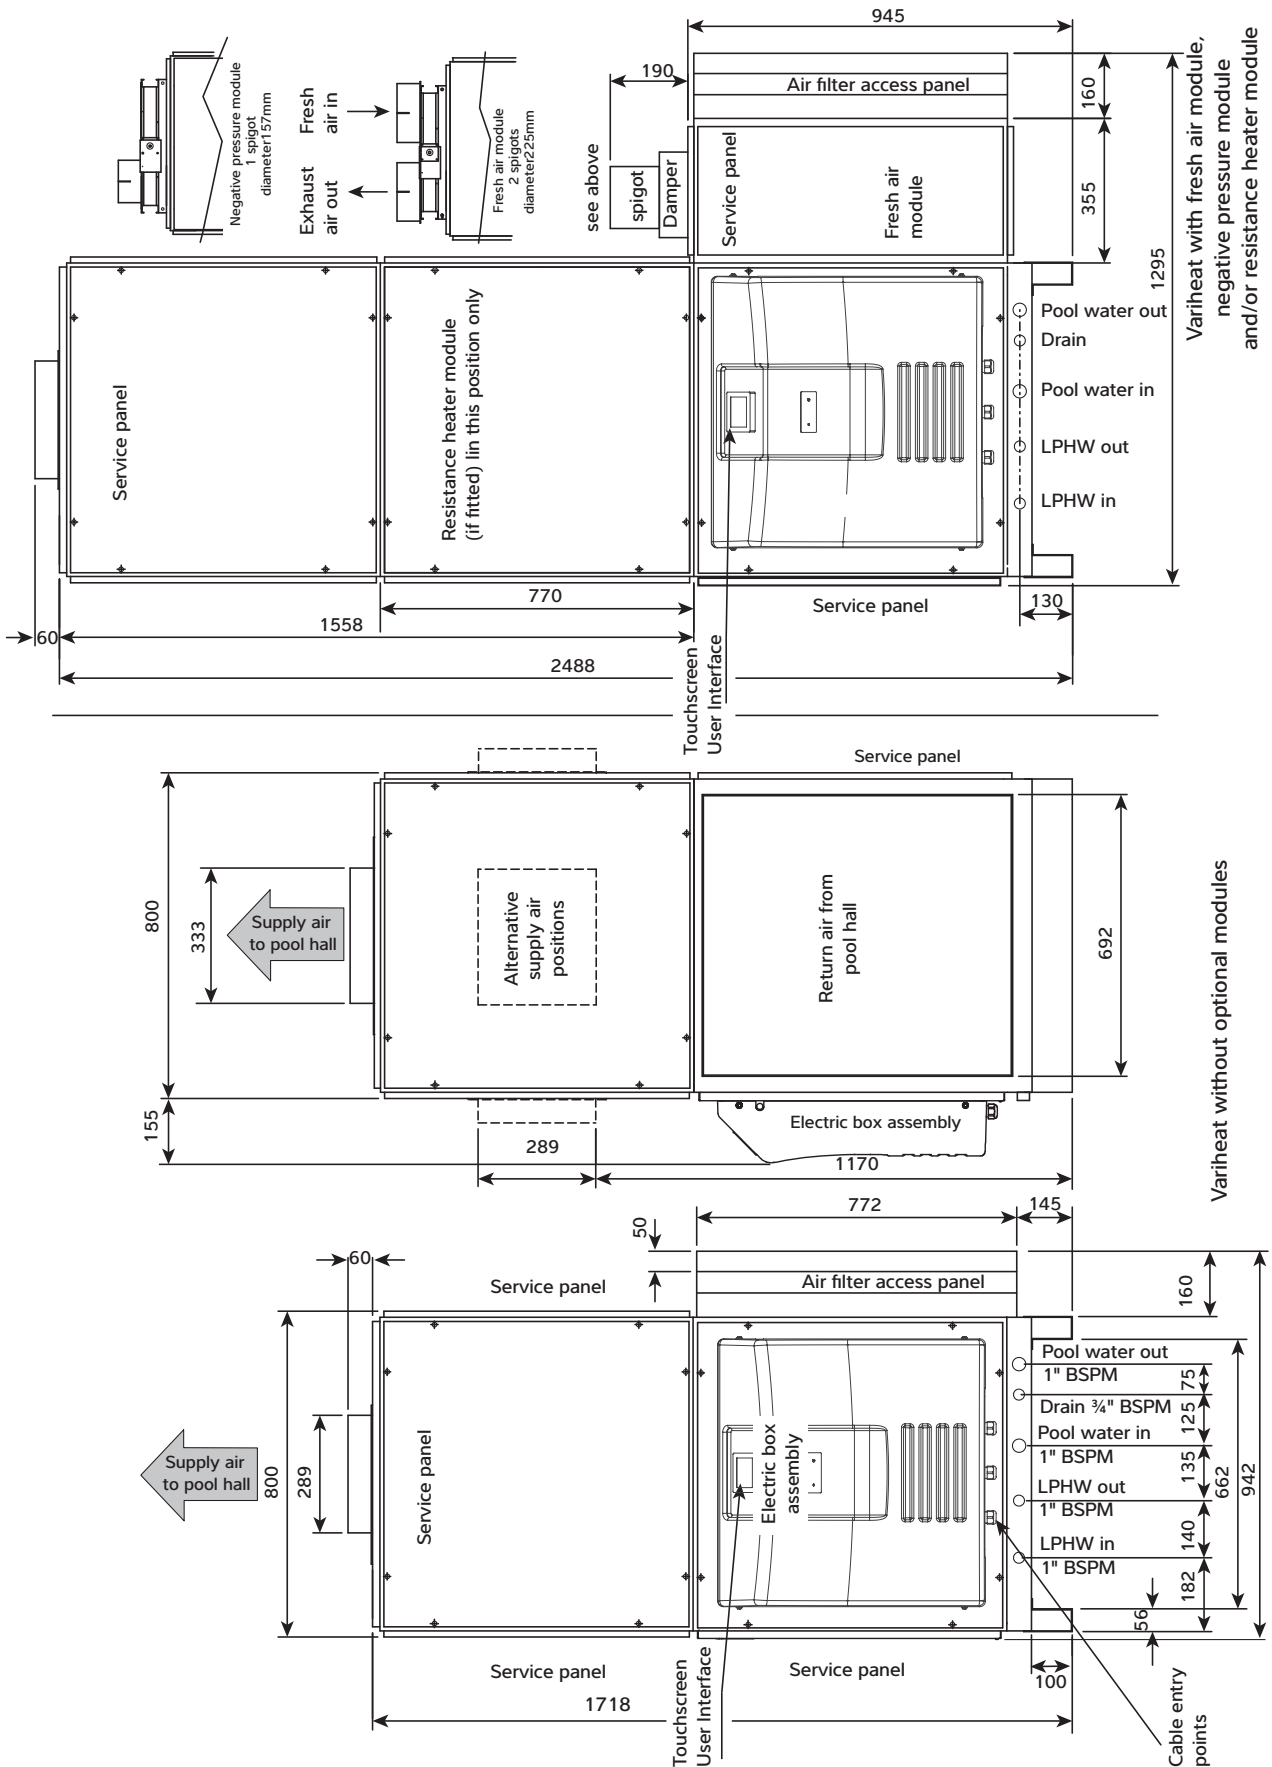 945
190
160
355
1295
Air filter access panel
Negative pressure module
1 spigot
diameter157mm
Exhaust
air out
Fresh
air in
Fresh air module
2 spigots
diameter225mm
see above
spigot
Damper
Service panel
Fresh air
module
Variheat with fresh air module,
negative pressure module
and/or resistance heater module
Service panel
Resistance heater module
(if fitted) Iin this position only
Pool water out
Drain
Pool water in
LPHW out
LPHW in
Service panel
130
770
1558
60
2488
Touchscreen
User Interface
Service panel
800
333
Supply air
to pool hall
Alternative
supply air
positions
Return air from
pool hall
692
155
289
Electric box assembly
1170
Variheat without optional modules
772
145
50
60
Service panel
Air filter access panel
160
Supply air
to pool hall
800
289
Service panel
Electric box
assembly
Pool water out
1" BSPM
75
Drain ¾" BSPM
125
Pool water in
1" BSPM
135
LPHW out
1" BSPM
140
LPHW in
1" BSPM
182
662
942
56
100
Service panel
Service panel
1718
Touchscreen
User Interface
Cable entry
points